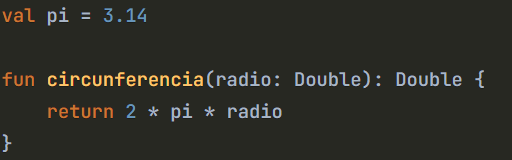 val pi = 3.14
fun circunferencia(radio: Double): Double {
    return 2 * pi * radio
}